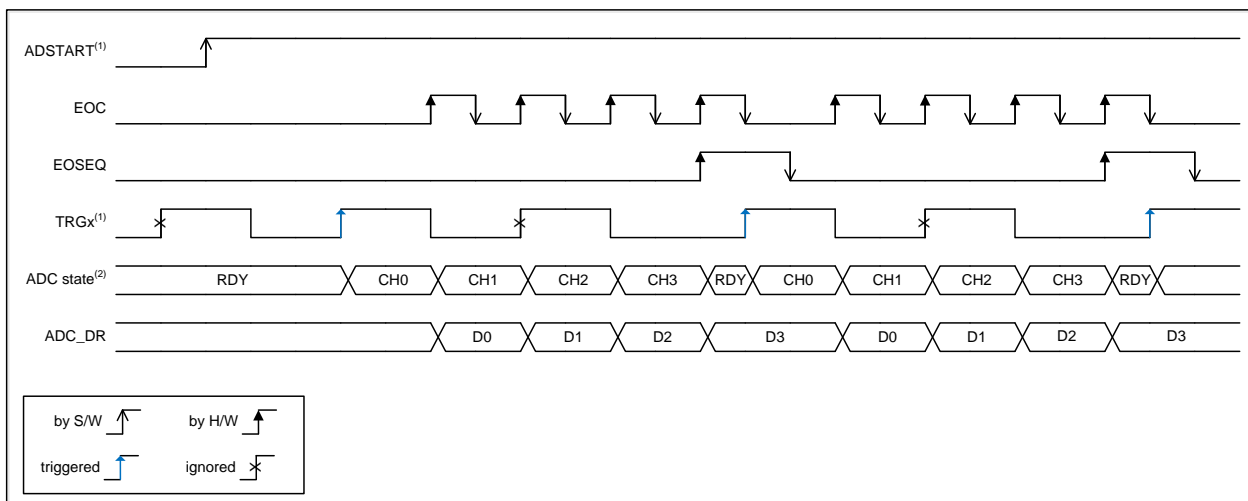 ADSTART(1)
EOC
EOSEQ
TRGx(1)
ADC state(2) RDY CH0 CH1 CH2 CH3 RDY CH0 CH1 CH2 CH3 RDY
ADC_DR D0 D1 D2 D3 D0 D1 D2 D3
by S/W by H/W
triggered ignored